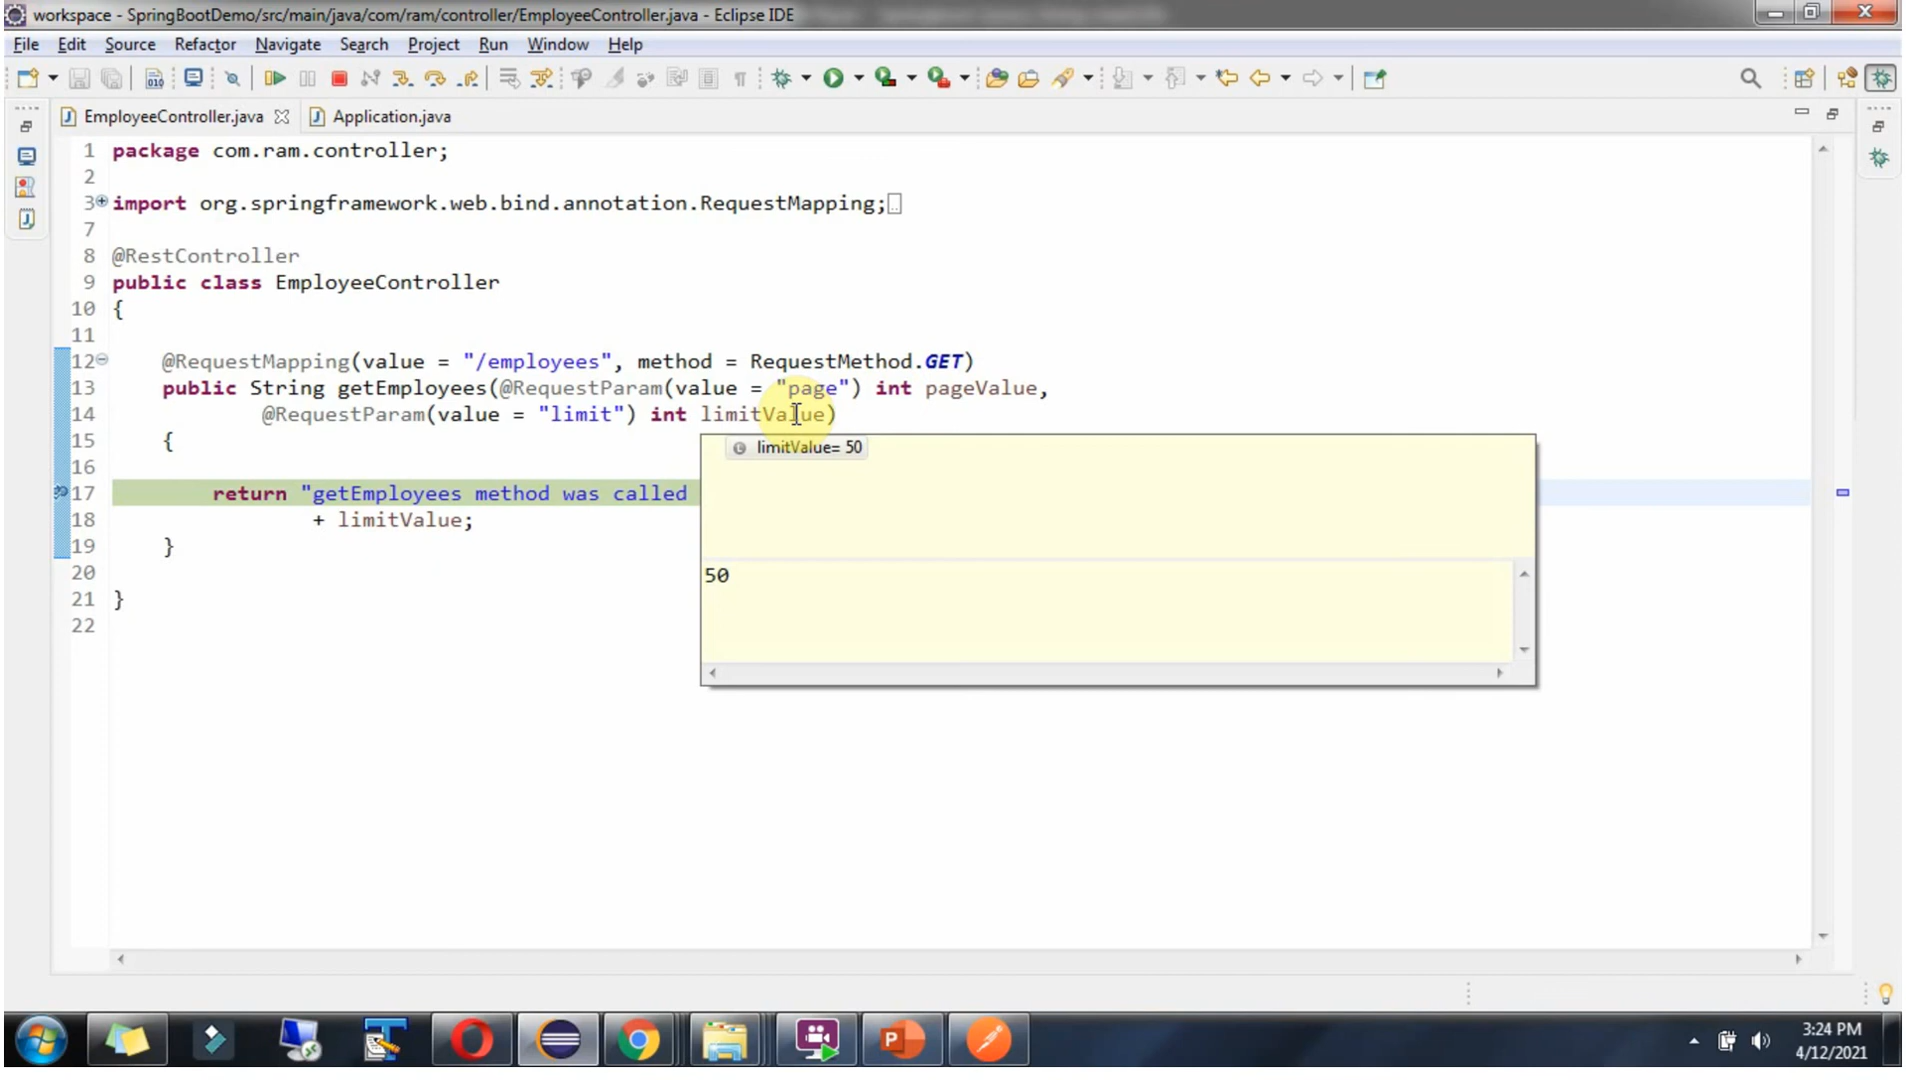 workspace - SpringBootDemo/src/main/java/com/ram/controller/EmployeeController.java - Eclipse IDE
File Edit Source Refactor Navigate Search Project Run Window Help
EmployeeController.java Application.java
1 package com.ram.controller;
2
3 import org.springframework.web.bind.annotation.RequestMapping;
7
8 @RestController
9 public class EmployeeController
10 {
11
12 @RequestMapping(value = "/employees", method = RequestMethod.GET)
13 public String getEmployees(@RequestParam(value = "page") int pageValue,
14 @RequestParam(value = "limit") int limitValue)
15 {
limitValue= 50
16
17 return "getEmployees method was called
18 + limitValue;
19 }
50
20
21 }
22
3:24 PM
4/12/2021